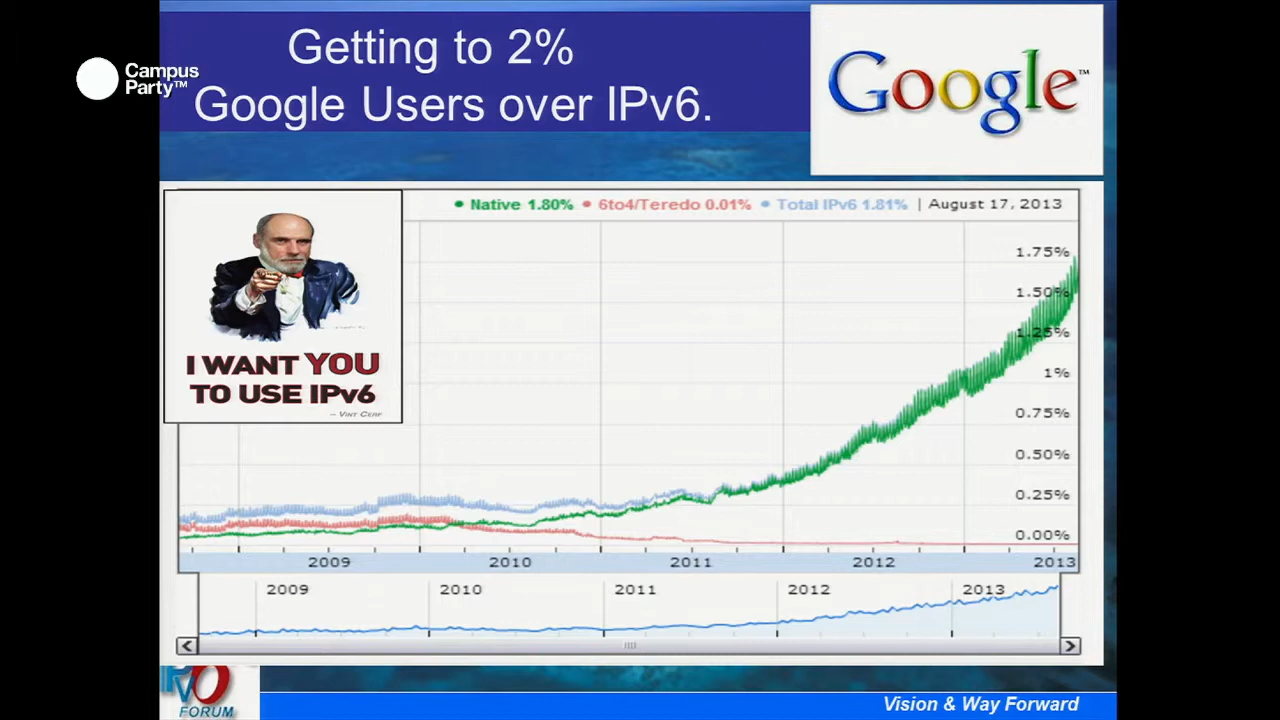 Getting to 2%
Google Users over IPv6.
Campus
Party™
Google™
Native 1.80% 6to4/Teredo 0.01% Total IPv6 1.81% | August 17, 2013
I WANT YOU
TO USE IPv6
– VINT CERF
1.75%
1.50%
1.25%
1%
0.75%
0.50%
0.25%
0.00%
2009 2010 2011 2012 2013
2009 2010 2011 2012 2013
IPV6
FORUM
Vision & Way Forward